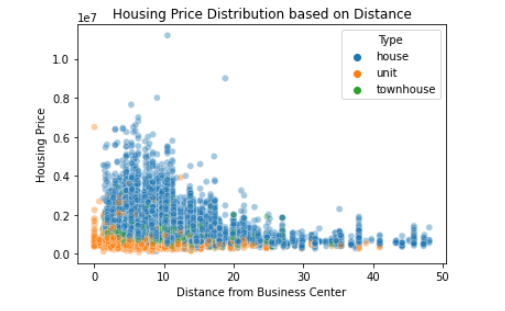 Housing Price Distribution based on Distance
1e7
Type
house
unit
townhouse
1.0
0.8
0.6
0.4
0.2
0.0
Housing Price
0 10 20 30 40 50
Distance from Business Center